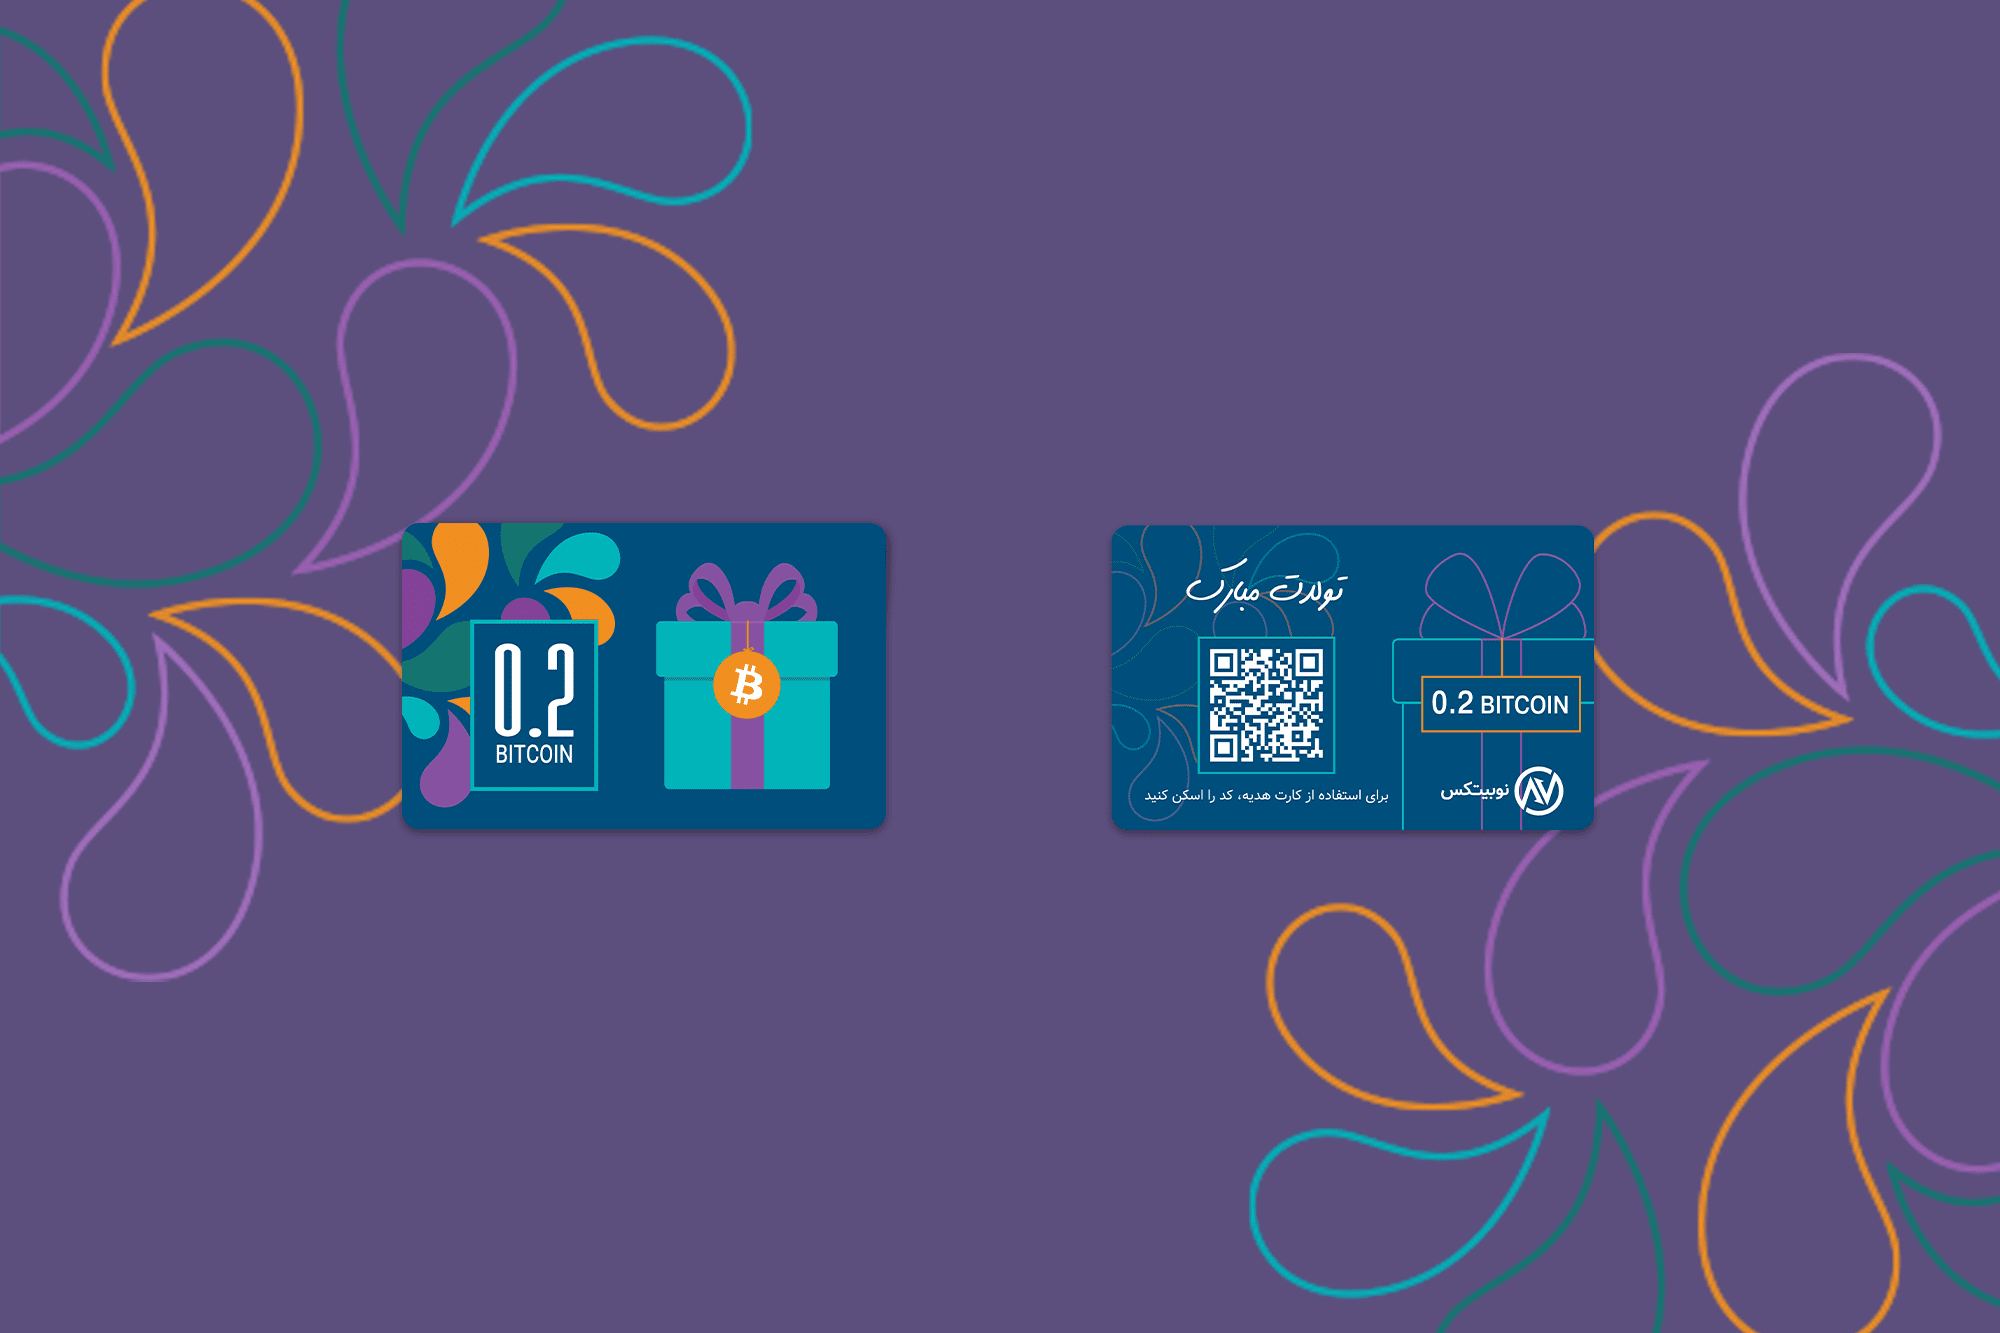 0.2
BITCOIN
تولدت مبارک
0.2 BITCOIN
نوبیتکس
برای استفاده از کارت هدیه، کد را اسکن کنید